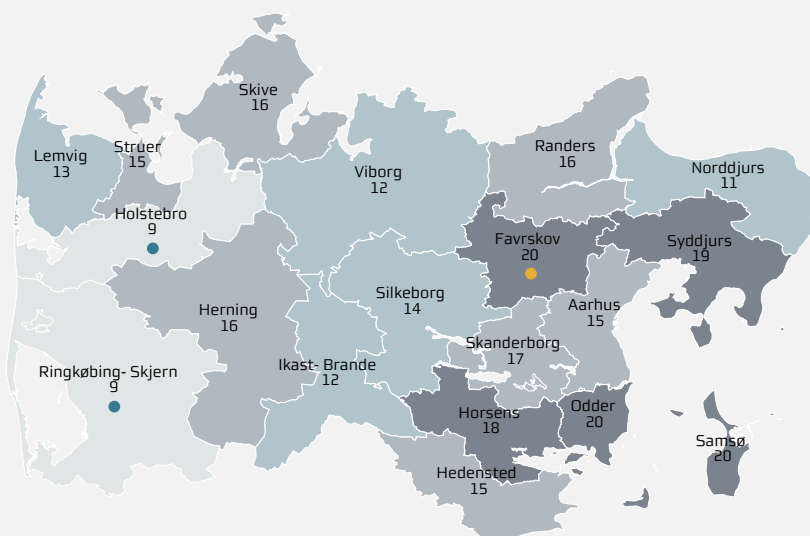 Skive
16
Struer
15
Lemvig
13
Randers
16
Norddjurs
11
Viborg
12
Holstebro
9
Favrskov
20
Syddjurs
19
Silkeborg
14
Herning
16
Aarhus
15
Skanderborg
17
Ringkøbing- Skjern
9
Ikast- Brande
12
Horsens
18
Odder
20
Samsø
20
Hedensted
15